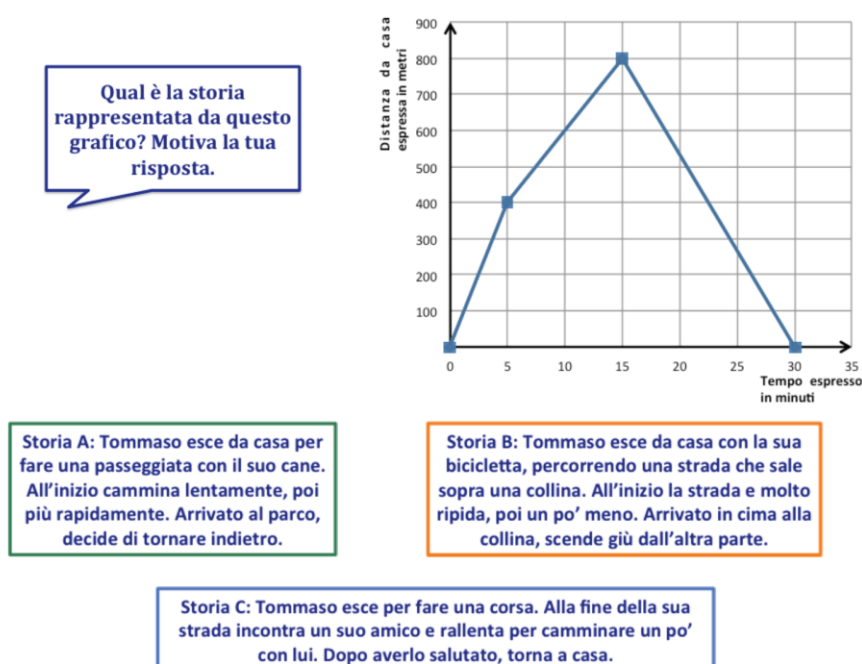 Qual è la storia
rappresentata da questo
grafico? Motiva la tua
risposta.
Distanza da casa
espressa in metri
900
800
700
600
500
400
300
200
100
0
5
10
15
20
25
30
35
Tempo espresso
in minuti
Storia A: Tommaso esce da casa per
fare una passeggiata con il suo cane.
All’inizio cammina lentamente, poi
più rapidamente. Arrivato al parco,
decide di tornare indietro.
Storia B: Tommaso esce da casa con la sua
bicicletta, percorrendo una strada che sale
sopra una collina. All’inizio la strada e molto
ripida, poi un po’ meno. Arrivato in cima alla
collina, scende giù dall’altra parte.
Storia C: Tommaso esce per fare una corsa. Alla fine della sua
strada incontra un suo amico e rallenta per camminare un po’
con lui. Dopo averlo salutato, torna a casa.